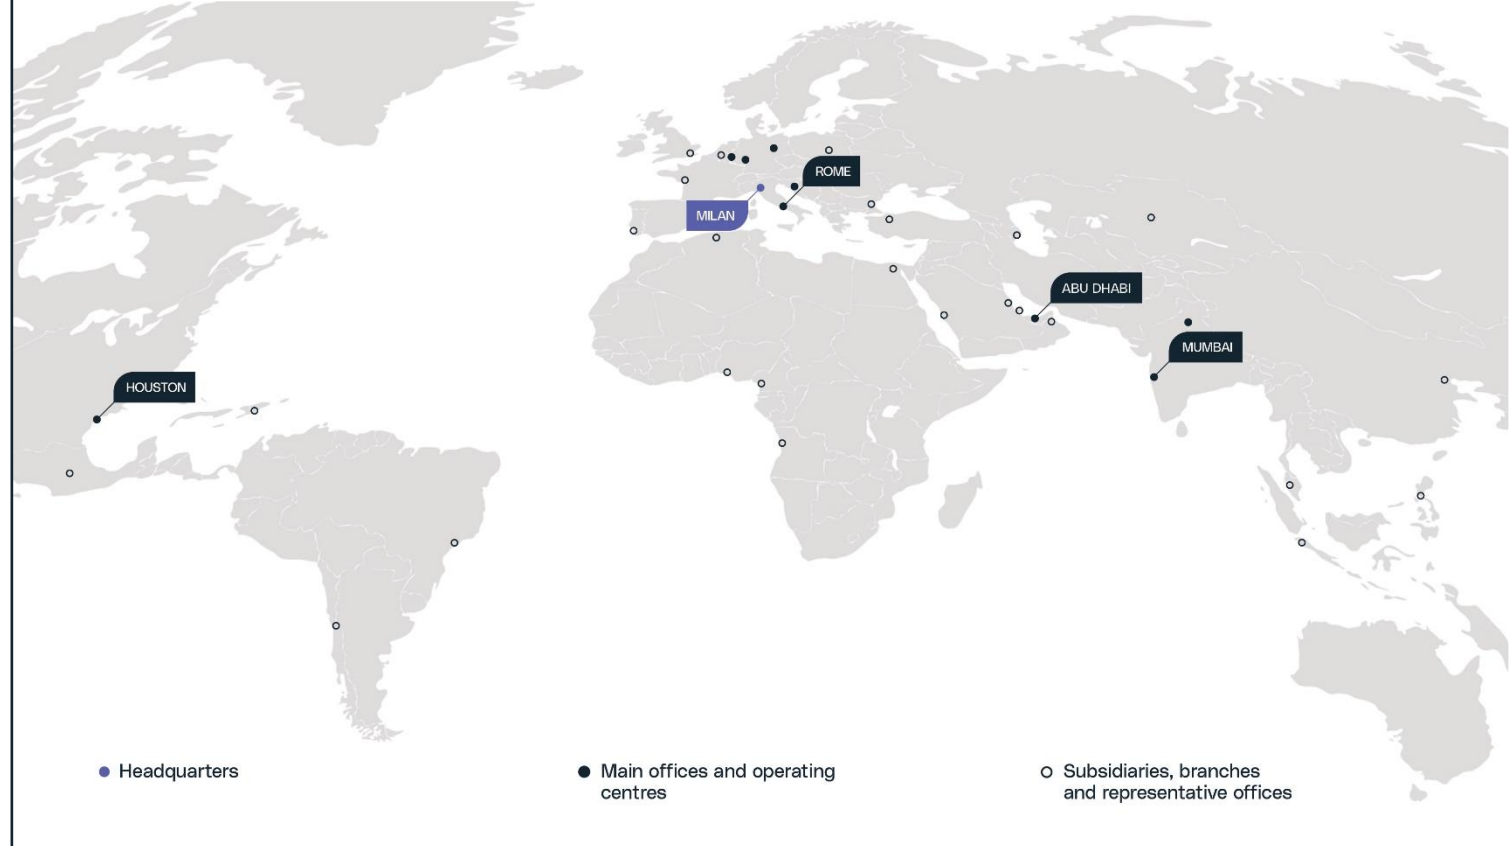 ROME
MILAN
ABU DHABI
MUMBAI
HOUSTON
Headquarters
Main offices and operating
centres
Subsidiaries, branches
and representative offices